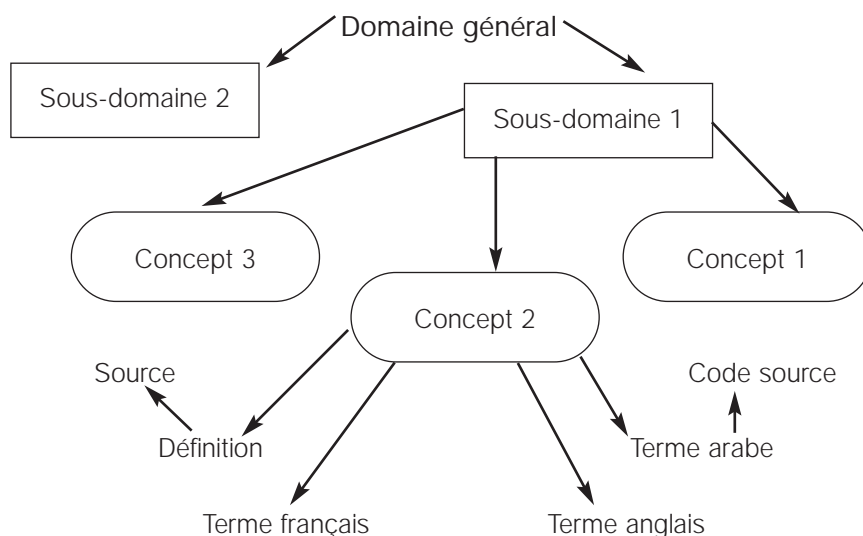 Domaine général
Sous-domaine 2
Sous-domaine 1
Concept 3
Concept 1
Concept 2
Source
Code source
Définition
Terme arabe
Terme français
Terme anglais